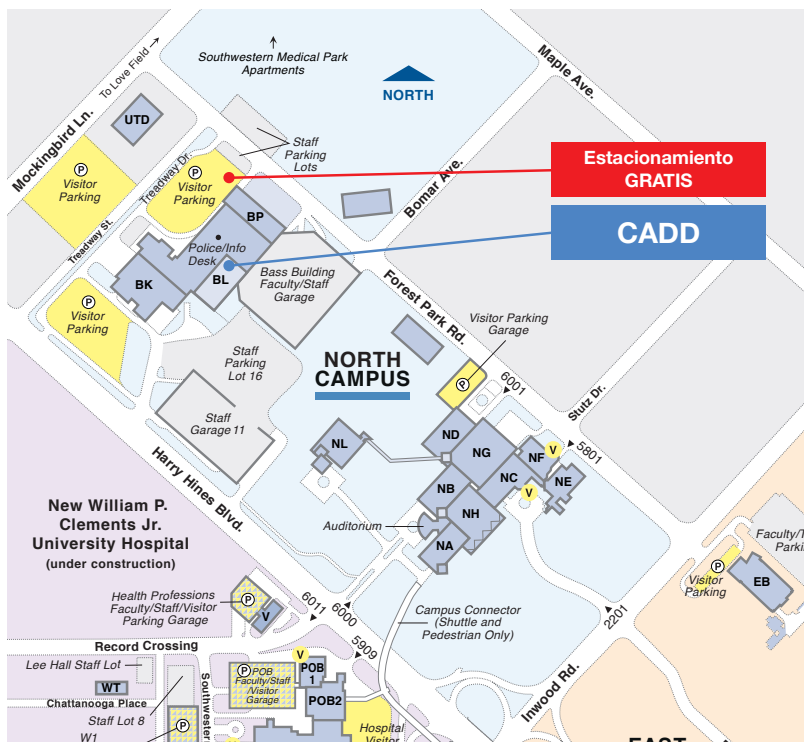 Southwestern Medical Park
Apartments
NORTH
Maple Ave.
To Love Field
Mockingbird Ln.
UTD
Staff
Parking
Lots
Treadway Dr.
P
Visitor
Parking
P
Visitor
Parking
Estacionamiento
GRATIS
Bomar Ave.
CADD
Treadway St.
BP
Police/Info
Desk
BL
BK
Bass Building
Faculty/Staff
Garage
Forest Park Rd.
P
Visitor
Parking
Visitor Parking
Garage
P
Staff
Parking
Lot 16
NORTH
CAMPUS
6001
Stutz Dr.
Staff
Garage 11
5801
NL
ND
NG
NF
V
NE
NC
V
NB
NH
NA
Auditorium
Harry Hines Blvd.
New William P.
Clements Jr.
University Hospital
(under construction)
Faculty/T
Parki
P
Visitor
Parking
EB
Health Professions
Faculty/Staff/Visitor
Parking Garage
P
V
6011
6000
5909
Campus Connector
(Shuttle and
Pedestrian Only)
2201
Inwood Rd.
Record Crossing
Lee Hall Staff Lot
WT
Chattanooga Place
Southwester
Staff Lot 8
W1
P
P
POB
Faculty/Staff
/Visitor
Garage
V
POB
1
POB2
Hospital
Visitor
EAST